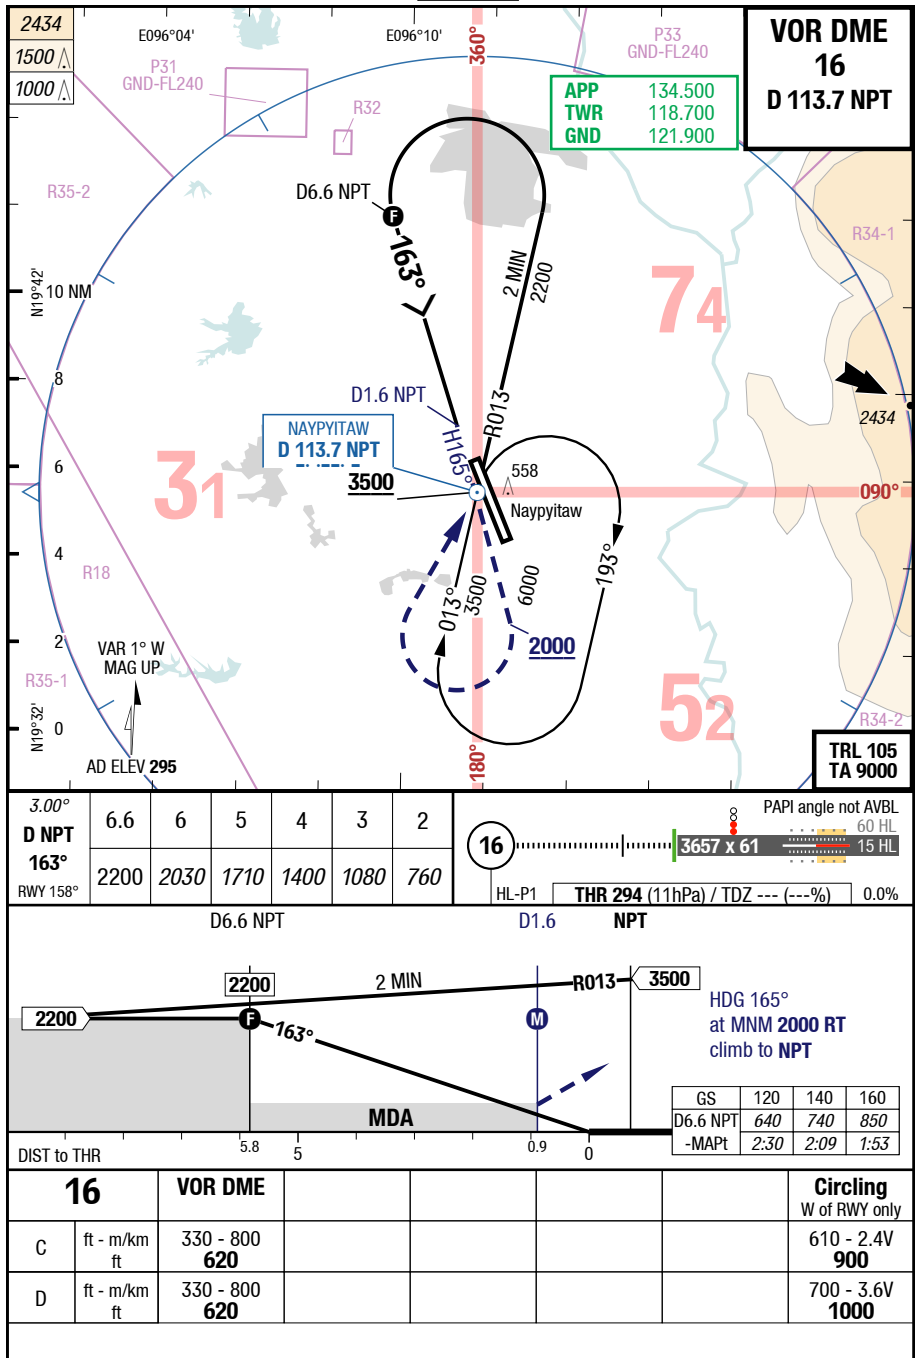 2434
1500
1000
E096°04'
E096°10'
360°
P31
GND-FL240
R32
P33
GND-FL240
APP 134.500
TWR 118.700
GND 121.900
VOR DME
16
D 113.7 NPT
R35-2
D6.6 NPT
F
163°
2 MIN
2200
R34-1
74
N19°42'
10 NM
8
D1.6 NPT
R013
2434
NAYPYITAW
D 113.7 NPT
H165°
6
31
3500
558
Naypyitaw
090°
4
R18
013°
3500
6000
193°
2
2000
VAR 1° W
MAG UP
R35-1
52
R34-2
N19°32'
0
180°
AD ELEV 295
TRL 105
TA 9000
3.00°
D NPT
163°
RWY 158°
6.6 6 5 4 3 2
2200 2030 1710 1400 1080 760
PAPI angle not AVBL
60 HL
16
3657 x 61
15 HL
HL-P1
THR 294 (11hPa) / TDZ --- (---%)
0.0%
D6.6 NPT D1.6 NPT
2200
2 MIN
R013
3500
2200
F
163°
M
HDG 165°
at MNM 2000 RT
climb to NPT
MDA
GS 120 140 160
D6.6 NPT 640 740 850
-MAPt 2:30 2:09 1:53
DIST to THR
5.8
5
0.9
0
16
VOR DME
Circling
W of RWY only
C
ft - m/km 330 - 800 610 - 2.4V
ft 620 900
D
ft - m/km 330 - 800 700 - 3.6V
ft 620 1000